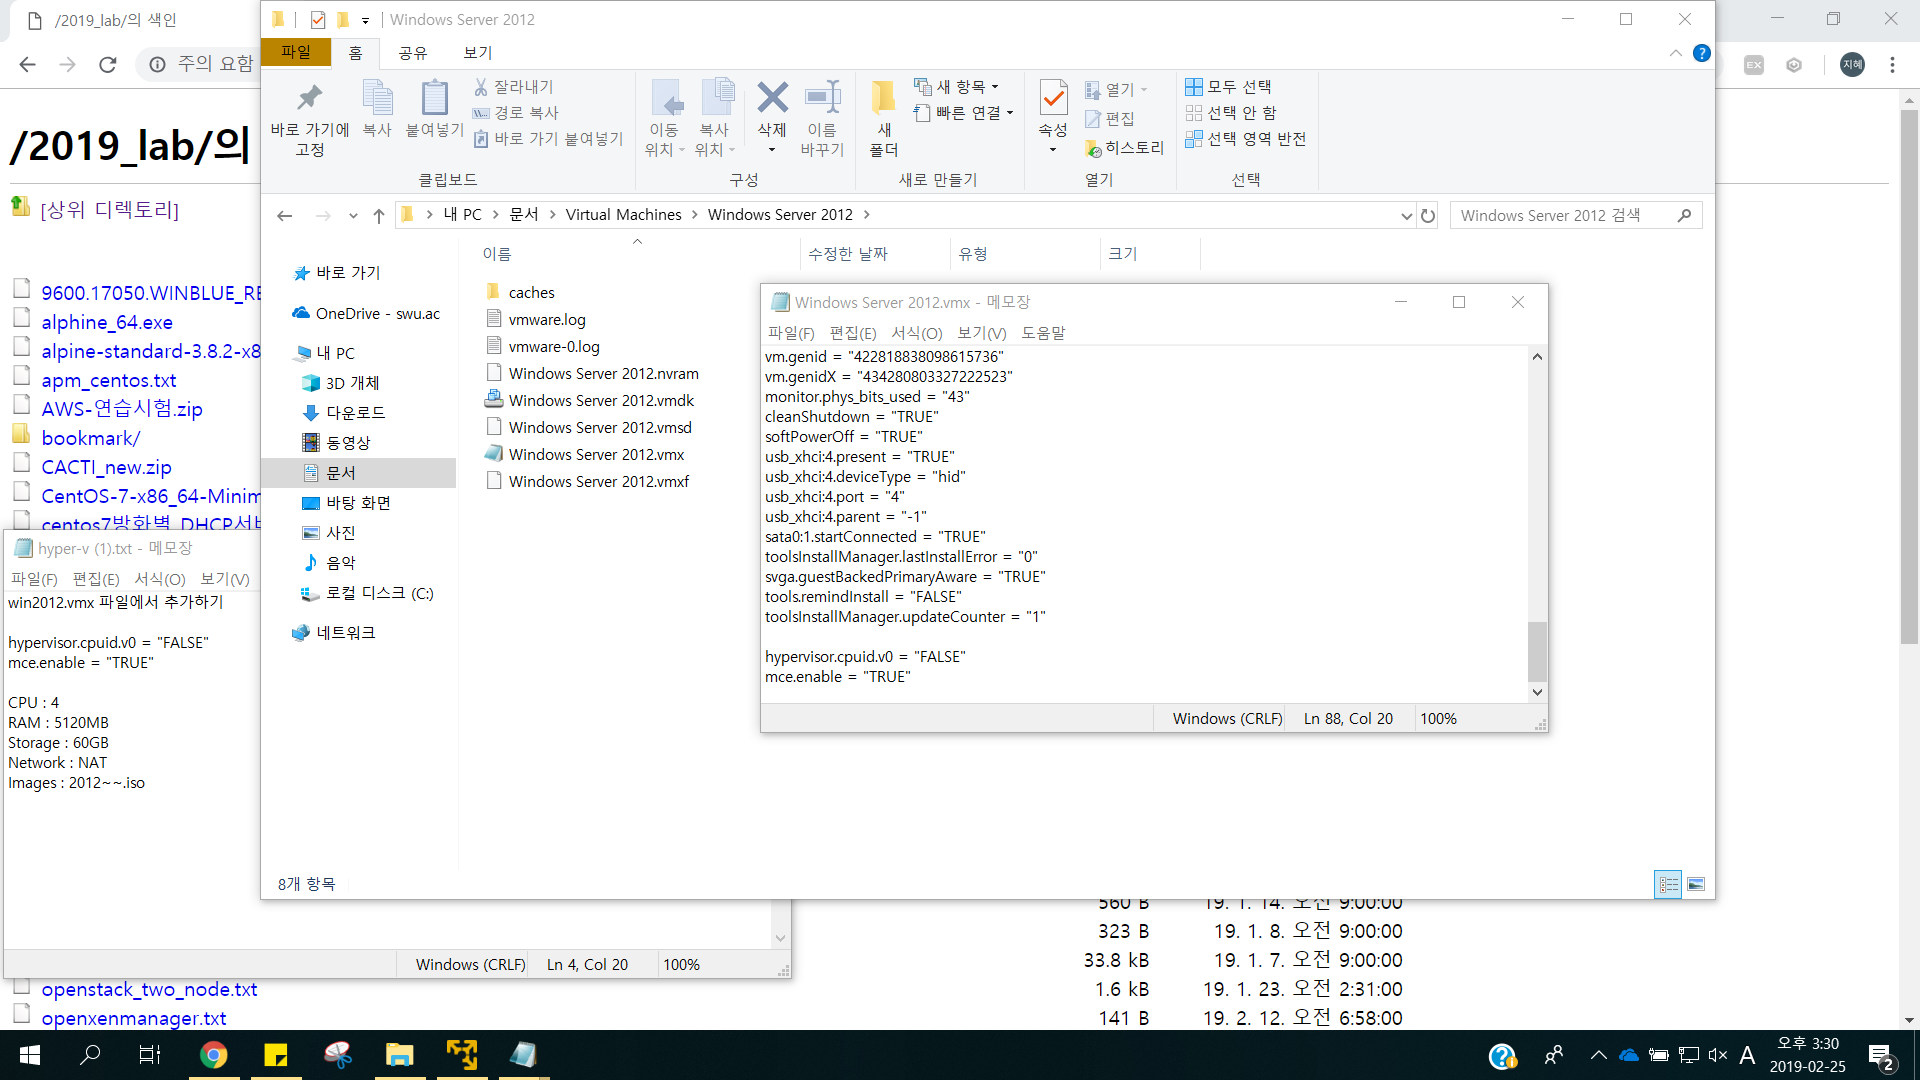 /2019_lab/의 색인
주의 요함
지혜
/2019_lab/의
[상위 디렉토리]
9600.17050.WINBLUE_RE
alphine_64.exe
alpine-standard-3.8.2-x8
apm_centos.txt
AWS-연습시험.zip
bookmark/
CACTI_new.zip
CentOS-7-x86_64-Minim
centos7방화벽_DHCP서버
Windows Server 2012
파일
홈
공유
보기
바로 가기에 고정
복사
붙여넣기
잘라내기
경로 복사
바로 가기 붙여넣기
클립보드
이동 위치
복사 위치
삭제
이름 바꾸기
구성
새 폴더
새 항목
빠른 연결
새로 만들기
속성
열기
편집
히스토리
열기
모두 선택
선택 안 함
선택 영역 반전
선택
내 PC
문서
Virtual Machines
Windows Server 2012
Windows Server 2012 검색
바로 가기
OneDrive - swu.ac
내 PC
3D 개체
다운로드
동영상
문서
바탕 화면
사진
음악
로컬 디스크 (C:)
네트워크
이름
수정한 날짜
유형
크기
caches
vmware.log
vmware-0.log
Windows Server 2012.nvram
Windows Server 2012.vmdk
Windows Server 2012.vmsd
Windows Server 2012.vmx
Windows Server 2012.vmxf
8개 항목
Windows Server 2012.vmx - 메모장
파일(F) 편집(E) 서식(O) 보기(V) 도움말
vm.genid = "422818838098615736"
vm.genidX = "434280803327222523"
monitor.phys_bits_used = "43"
cleanShutdown = "TRUE"
softPowerOff = "TRUE"
usb_xhci:4.present = "TRUE"
usb_xhci:4.deviceType = "hid"
usb_xhci:4.port = "4"
usb_xhci:4.parent = "-1"
sata0:1.startConnected = "TRUE"
toolsInstallManager.lastInstallError = "0"
svga.guestBackedPrimaryAware = "TRUE"
tools.remindInstall = "FALSE"
toolsInstallManager.updateCounter = "1"
hypervisor.cpuid.v0 = "FALSE"
mce.enable = "TRUE"
Windows (CRLF) Ln 88, Col 20 100%
hyper-v (1).txt - 메모장
파일(F) 편집(E) 서식(O) 보기(V)
win2012.vmx 파일에서 추가하기
hypervisor.cpuid.v0 = "FALSE"
mce.enable = "TRUE"
CPU : 4
RAM : 5120MB
Storage : 60GB
Network : NAT
Images : 2012~~.iso
Windows (CRLF) Ln 4, Col 20 100%
560 B 19. 1. 14. 오전 9:00:00
323 B 19. 1. 8. 오전 9:00:00
33.8 kB 19. 1. 7. 오전 9:00:00
openstack_two_node.txt 1.6 kB 19. 1. 23. 오전 2:31:00
openxenmanager.txt 141 B 19. 2. 12. 오전 6:58:00
A
오후 3:30
2019-02-25
2